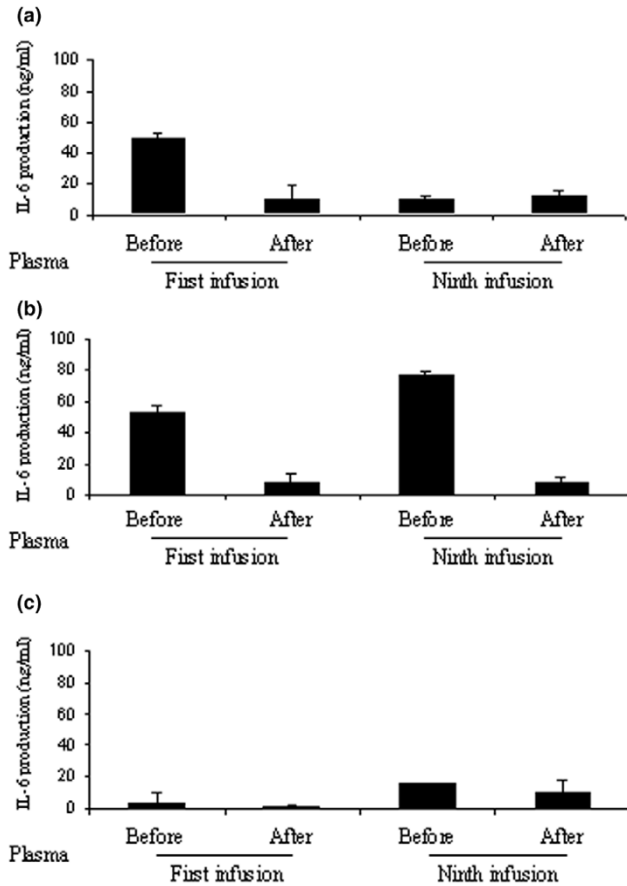 (a)
IL-6 production (ng/ml)
100
80
60
40
20
0
Before After Before After
Plasma
First infusion Ninth infusion
(b)
IL-6 production (ng/ml)
100
80
60
40
20
0
Before After Before After
Plasma
First infusion Ninth infusion
(c)
IL-6 production (ng/ml)
100
80
60
40
20
0
Before After Before After
Plasma
First infusion Ninth infusion